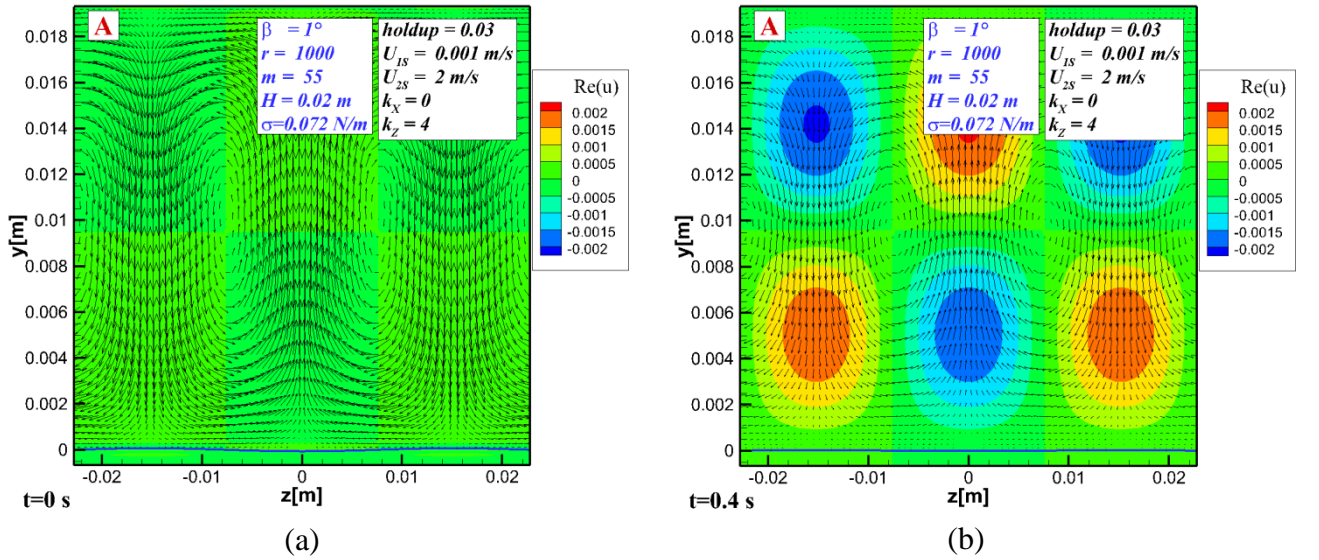 A
β = 1°
r = 1000
m = 55
H = 0.02 m
σ=0.072 N/m
holdup = 0.03
U1S = 0.001 m/s
U2S = 2 m/s
kX = 0
kZ = 4
Re(u)
0.002
0.0015
0.001
0.0005
0
-0.0005
-0.001
-0.0015
-0.002
y[m]
0.018
0.016
0.014
0.012
0.01
0.008
0.006
0.004
0.002
0
-0.02
-0.01
0
0.01
0.02
z[m]
t=0 s
(a)
A
β = 1°
r = 1000
m = 55
H = 0.02 m
σ=0.072 N/m
holdup = 0.03
U1S = 0.001 m/s
U2S = 2 m/s
kX = 0
kZ = 4
Re(u)
0.002
0.0015
0.001
0.0005
0
-0.0005
-0.001
-0.0015
-0.002
y[m]
0.018
0.016
0.014
0.012
0.01
0.008
0.006
0.004
0.002
0
-0.02
-0.01
0
0.01
0.02
z[m]
t=0.4 s
(b)